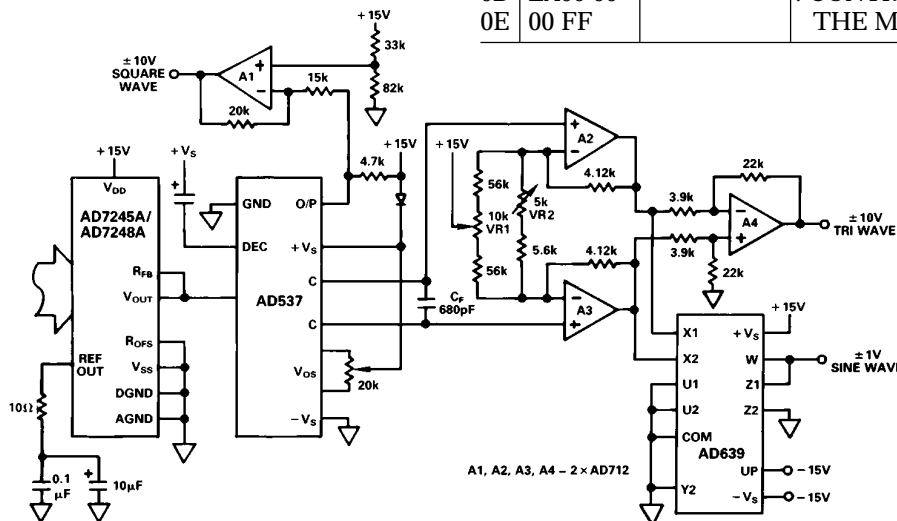 0E 00 FF THE M
+ 15V
33k
82k
± 10V
SQUARE
WAVE
A1
+
−
15k
20k
+ 15V
+ VS
+ 15V
4.7k
VDD
AD7245A/
AD7248A
RFB
VOUT
ROFS
REF
OUT
VSS
DGND
AGND
10Ω
0.1
µF
+
10µF
+
GND
O/P
DEC
+ VS
C
AD537
C
VOS
− VS
20k
CF
680pF
+ 15V
56k
10k
VR1
56k
5k
VR2
5.6k
+
−
A2
4.12k
4.12k
−
+
A3
3.9k
3.9k
22k
−
+
A4
22k
± 10V
TRI WAVE
+ 15V
X1
+ VS
X2
W
± 1V
SINE WAVE
U1
Z1
U2
Z2
COM
AD639
UP
− 15V
Y2
− VS
− 15V
A1, A2, A3, A4 – 2 × AD712